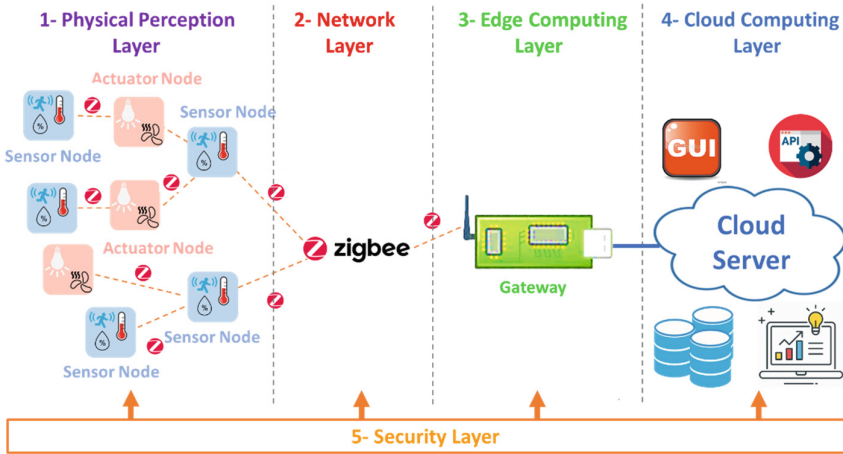 1- Physical Perception
Layer
2- Network
Layer
3- Edge Computing
Layer
4- Cloud Computing
Layer
Actuator Node
Sensor Node
Sensor Node
%
%
%
Z
Z
Z
Z
GUI
API
Z zigbee
Z
Cloud
Server
Gateway
Actuator Node
Z
Z
%
%
Sensor Node
Z
Sensor Node
5- Security Layer